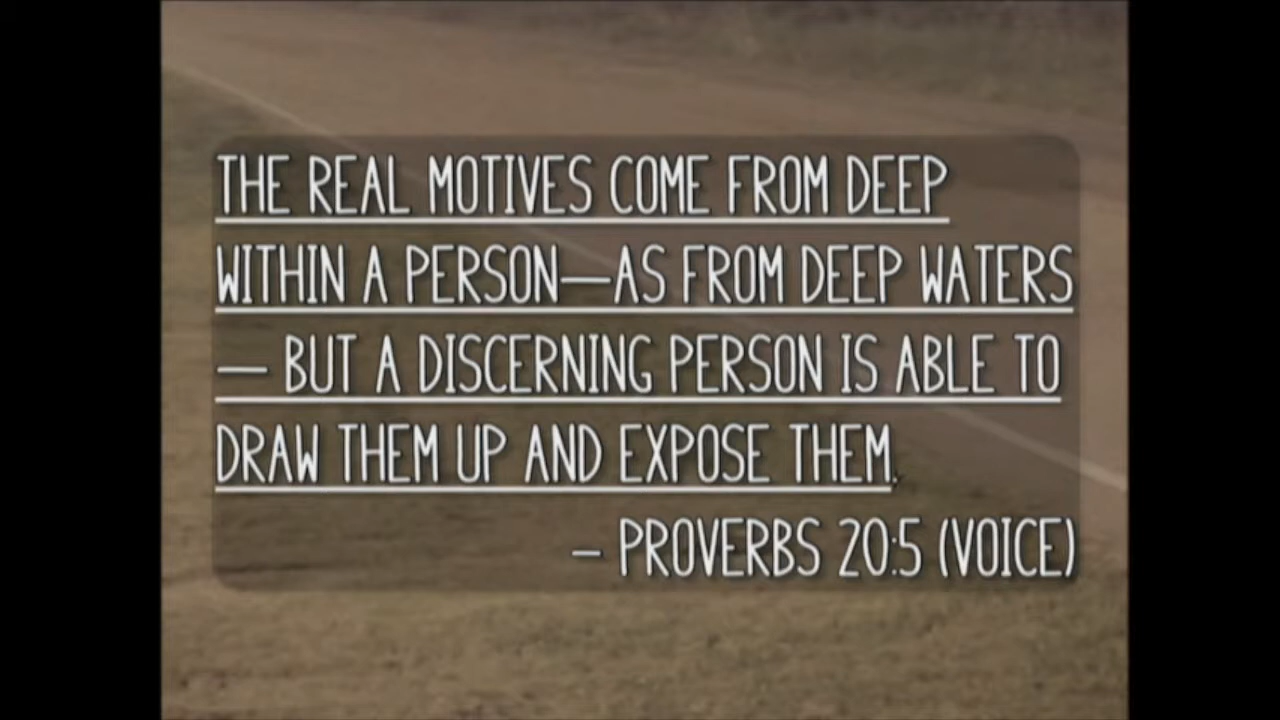 THE REAL MOTIVES COME FROM DEEP
WITHIN A PERSON—AS FROM DEEP WATERS
— BUT A DISCERNING PERSON IS ABLE TO
DRAW THEM UP AND EXPOSE THEM.
– PROVERBS 20:5 (VOICE)